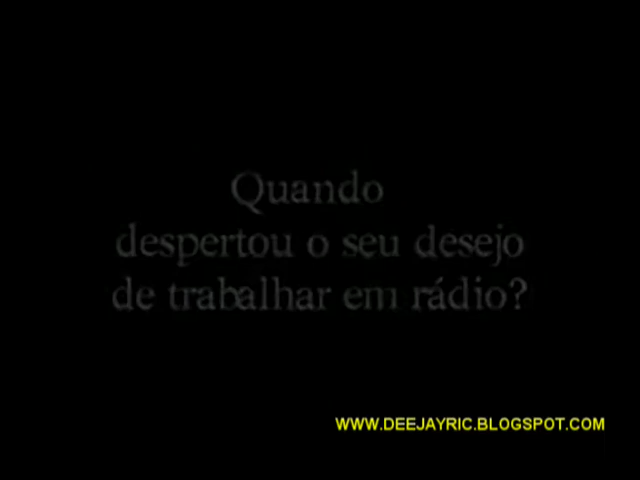 Quando
despertou o seu desejo
de trabalhar em rádio?
WWW.DEEJAYRIC.BLOGSPOT.COM